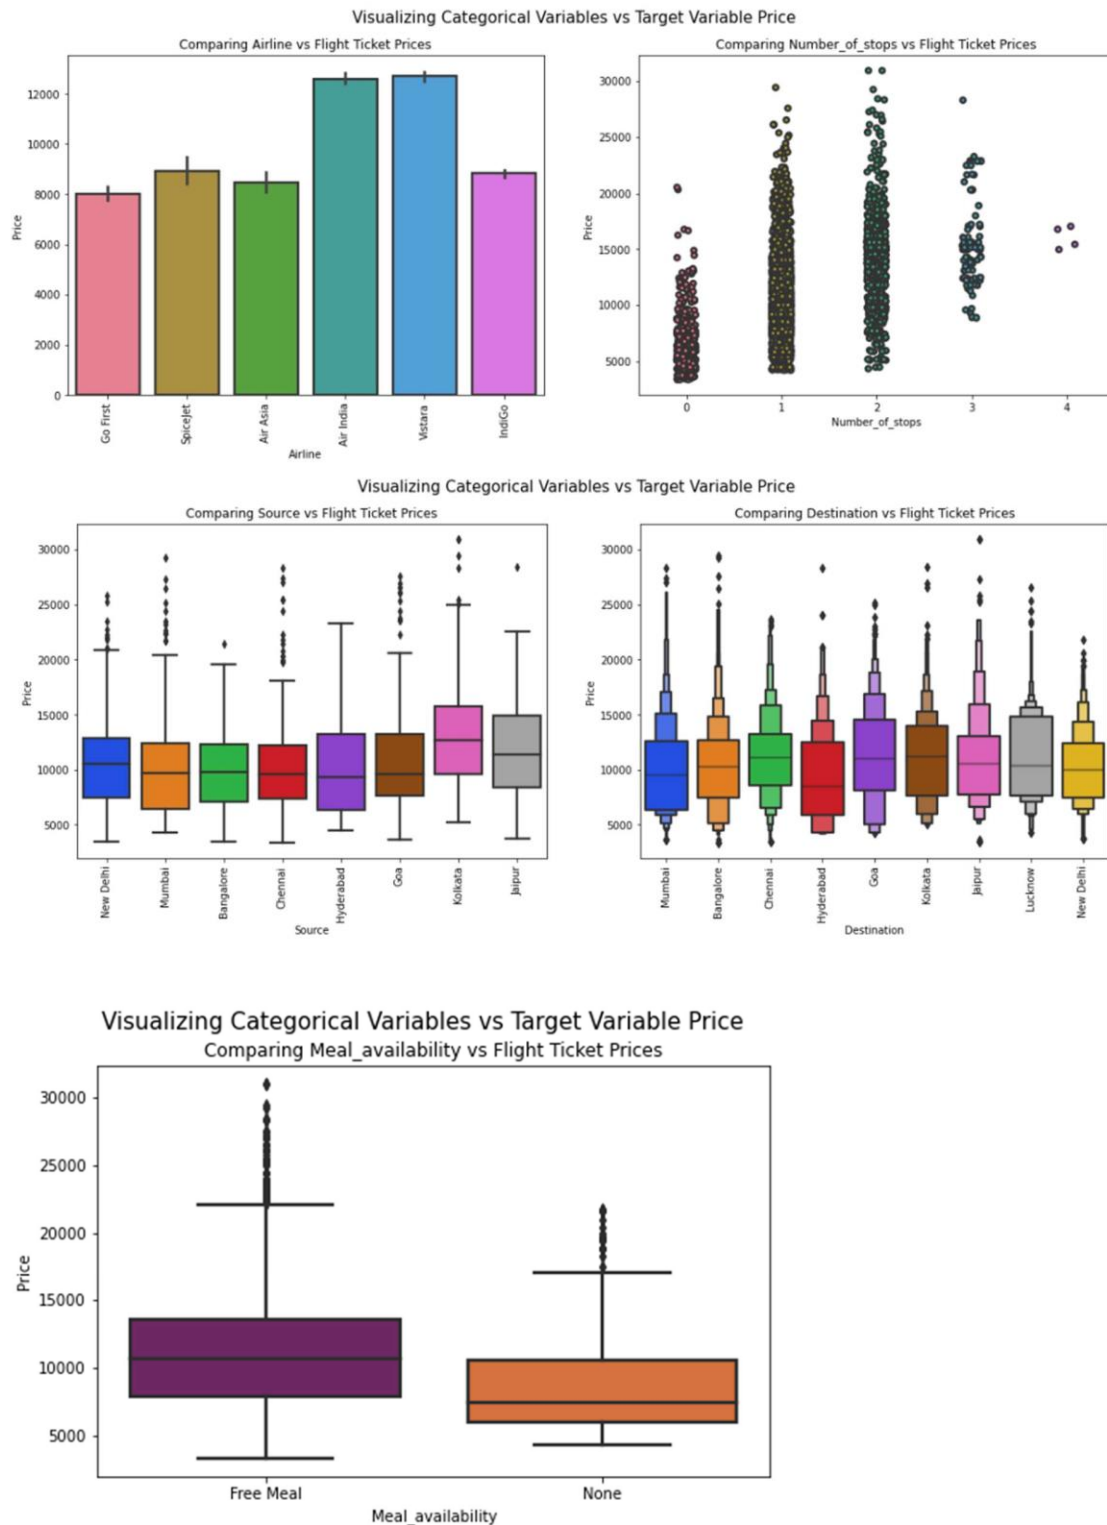 Visualizing Categorical Variables vs Target Variable Price
Comparing Airline vs Flight Ticket Prices
12000
10000
8000
6000
4000
2000
0
Price
Go First
SpiceJet
Air Asia
Air India
Vistara
IndiGo
Airline
Comparing Number_of_stops vs Flight Ticket Prices
30000
25000
20000
15000
10000
5000
Price
0 1 2 3 4
Number_of_stops
Visualizing Categorical Variables vs Target Variable Price
Comparing Source vs Flight Ticket Prices
30000
25000
20000
15000
10000
5000
Price
New Delhi
Mumbai
Bangalore
Chennai
Hyderabad
Goa
Kolkata
Jaipur
Source
Comparing Destination vs Flight Ticket Prices
30000
25000
20000
15000
10000
5000
Price
Mumbai
Bangalore
Chennai
Hyderabad
Goa
Kolkata
Jaipur
Lucknow
New Delhi
Destination
Visualizing Categorical Variables vs Target Variable Price
Comparing Meal_availability vs Flight Ticket Prices
30000
25000
20000
15000
10000
5000
Price
Free Meal None
Meal_availability